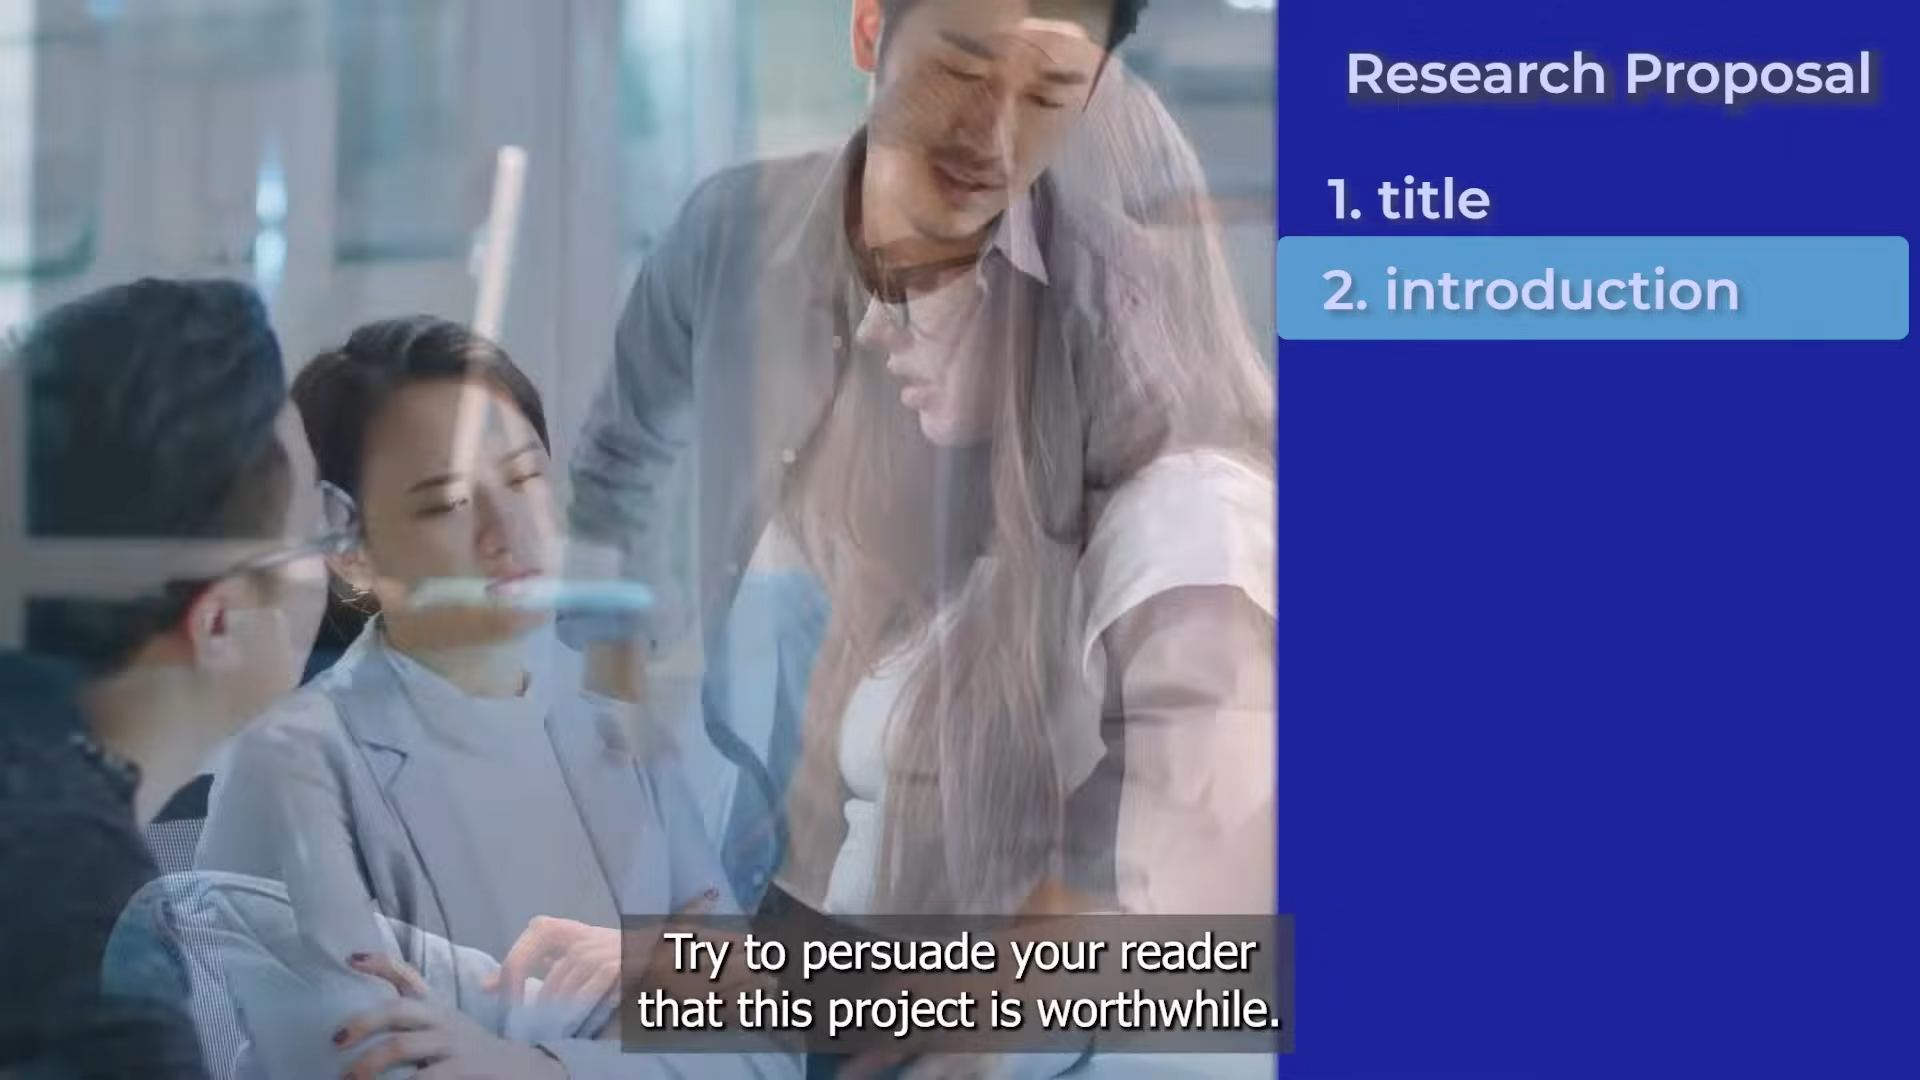 Research Proposal
1. title
2. introduction
Try to persuade your reader
that this project is worthwhile.